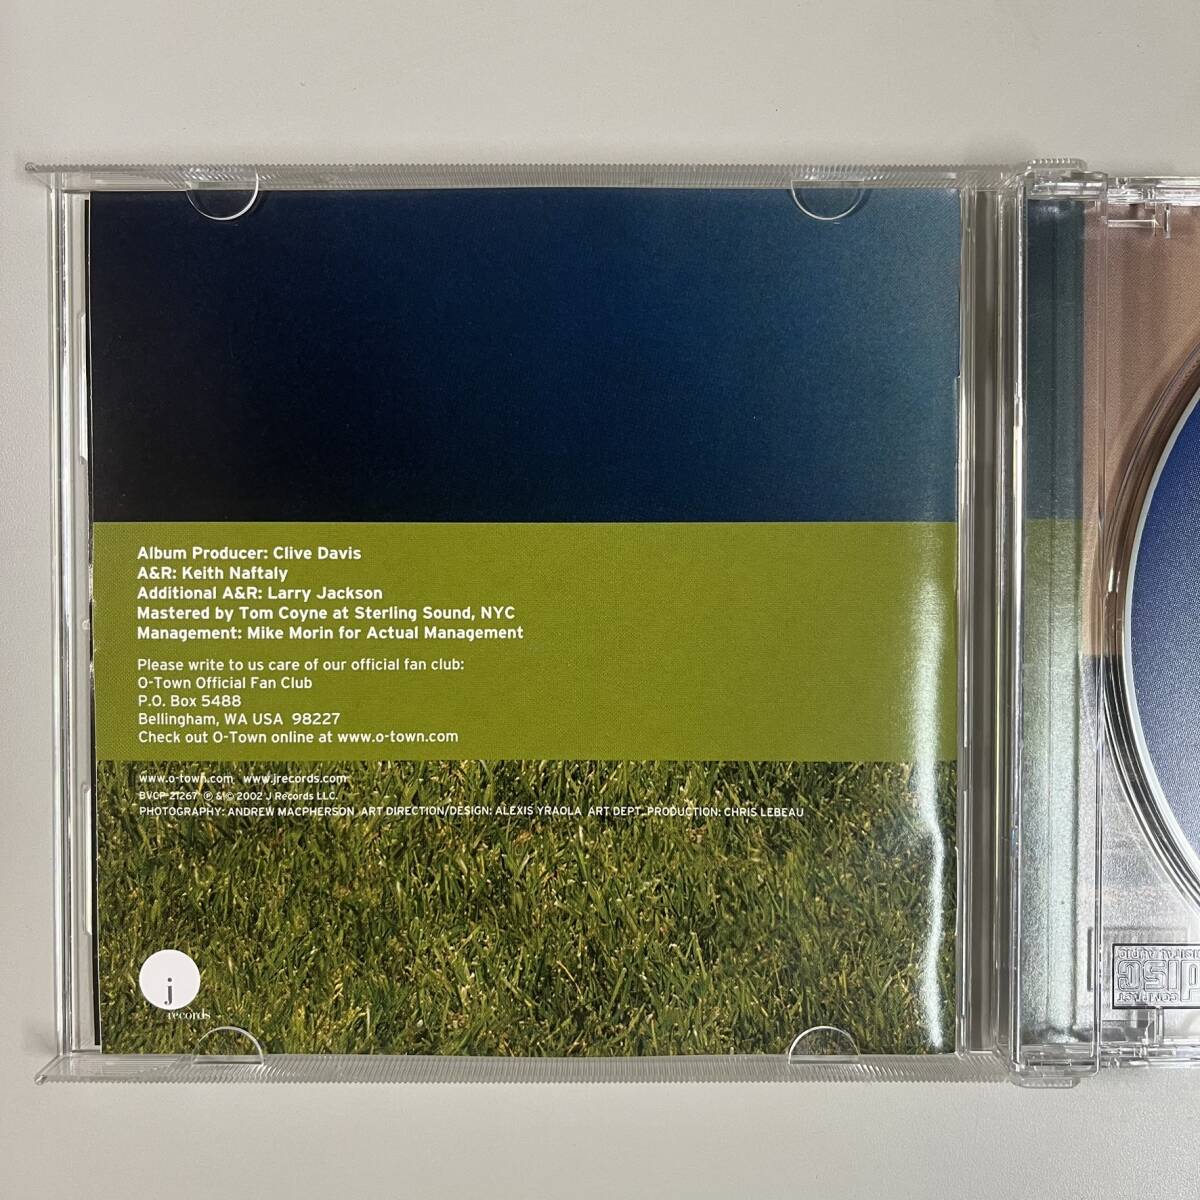 Album Producer: Clive Davis
A&R: Keith Naftaly
Additional A&R: Larry Jackson
Mastered by Tom Coyne at Sterling Sound, NYC
Management: Mike Morin for Actual Management
Please write to us care of our official fan club:
O-Town Official Fan Club
P.O. Box 5488
Bellingham, WA USA 98227
Check out O-Town online at www.o-town.com
www.o-town.com www.jrecords.com
BVCP-21267 ℗ & © 2002 J Records LLC.
PHOTOGRAPHY: ANDREW MACPHERSON ART DIRECTION/DESIGN: ALEXIS YRAOLA ART DEPT. PRODUCTION: CHRIS LEBEAU
j
records
COMPACT
disc
DIGITAL AUDIO